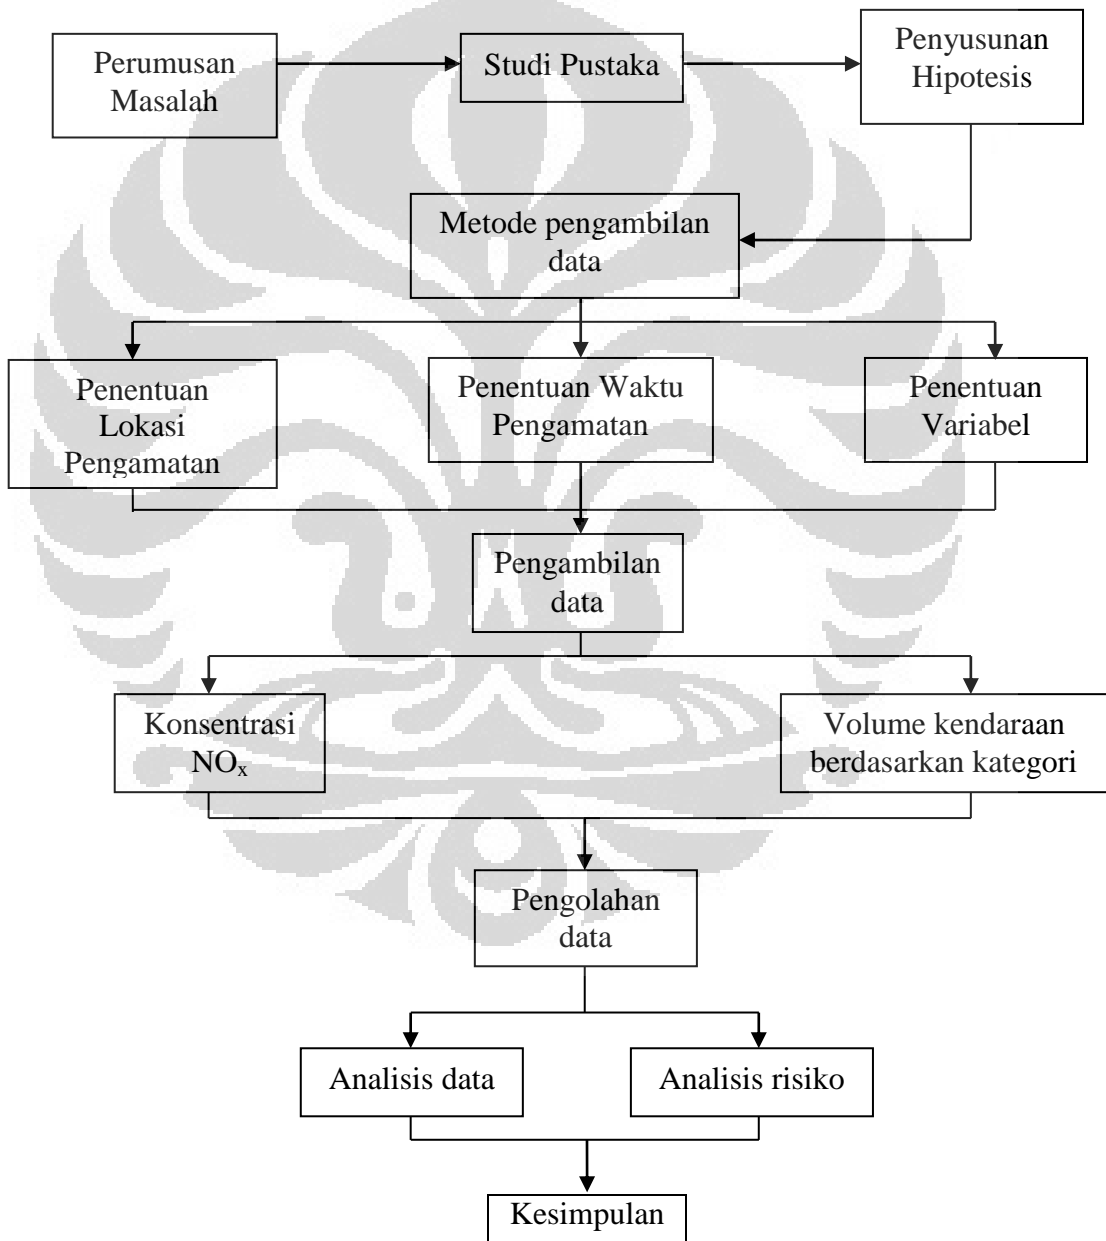 Perumusan
Masalah
Studi Pustaka
Penyusunan
Hipotesis
Metode pengambilan
data
Penentuan
Lokasi
Pengamatan
Penentuan Waktu
Pengamatan
Penentuan
Variabel
Pengambilan
data
Konsentrasi
NOₓ
Volume kendaraan
berdasarkan kategori
Pengolahan
data
Analisis data
Analisis risiko
Kesimpulan